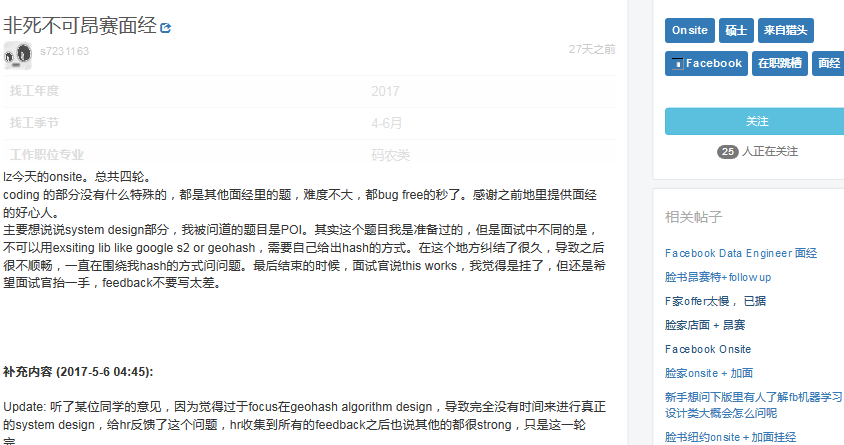 非死不可昂赛面经
s7231163
27天之前
找工年度 2017
找工季节 4-6月
工作职位专业 码农类
lz今天的onsite。总共四轮。
coding 的部分没有什么特殊的，都是其他面经里的题，难度不大，都bug free的秒了。感谢之前地里提供面经
的好心人。
主要想说说system design部分，我被问道的题目是POI。其实这个题目我是准备过的，但是面试中不同的是，
不可以用exsiting lib like google s2 or geohash，需要自己给出hash的方式。在这个地方纠结了很久，导致之后
很不顺畅，一直在围绕我hash的方式问问题。最后结束的时候，面试官说this works，我觉得是挂了，但还是希
望面试官抬一手，feedback不要写太差。
补充内容 (2017-5-6 04:45):
Update: 听了某位同学的意见，因为觉得过于focus在geohash algorithm design，导致完全没有时间来进行真正
的system design，给hr反馈了这个问题，hr收集到所有的feedback之后也说其他的都很strong，只是这一轮
完
Onsite 硕士 来自猎头
Facebook 在职跳槽 面经
关注
25 人正在关注
相关帖子
Facebook Data Engineer 面经
脸书昂赛特+follow up
F家offer太慢， 已据
脸家店面 + 昂赛
Facebook Onsite
脸家onsite + 加面
新手想问下版里有人了解fb机器学习
设计类大概会怎么问呢
脸书纽约onsite + 加面挂经